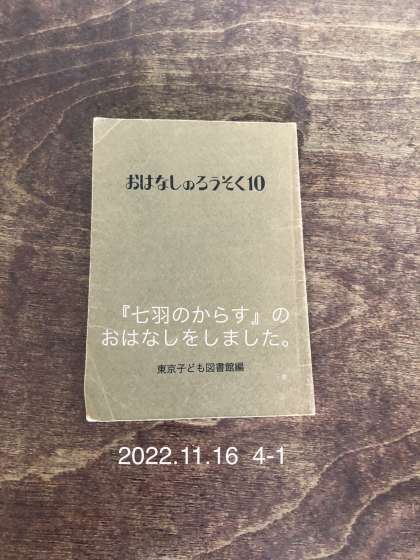 おはなしのろうそく10
『七羽のからす』の
おはなしをしました。
東京子ども図書館編
2022.11.16 4-1